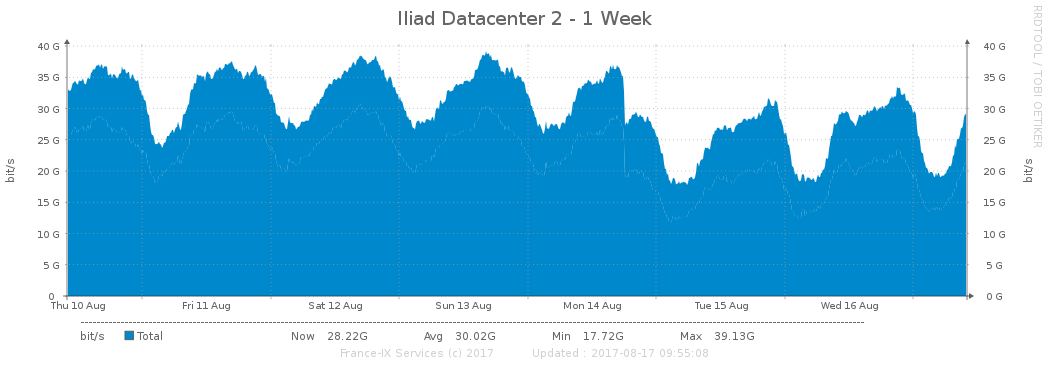 Iliad Datacenter 2 - 1 Week
RRDTOOL / TOBI OETIKER
40 G 40 G
35 G 35 G
30 G 30 G
25 G 25 G
20 G 20 G
15 G 15 G
10 G 10 G
5 G 5 G
0 0 G
bit/s bit/s
Thu 10 Aug Fri 11 Aug Sat 12 Aug Sun 13 Aug Mon 14 Aug Tue 15 Aug Wed 16 Aug
bit/s Total Now 28.22G Avg 30.02G Min 17.72G Max 39.13G
France-IX Services (c) 2017 Updated : 2017-08-17 09:55:08